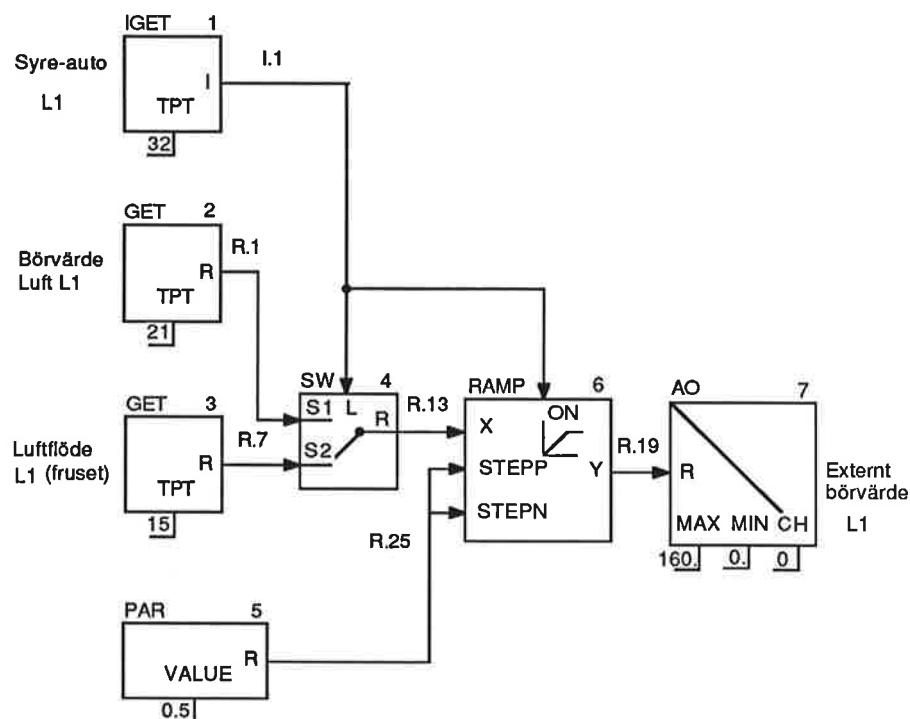 IGET 1
Syre-auto
L1
I
TPT
32
I.1
GET 2
Börvärde
Luft L1
R
TPT
21
R.1
GET 3
Luftflöde
L1 (fruset)
R
TPT
15
R.7
SW 4
S1 L
R
S2
R.13
RAMP 6
ON
X
STEPP Y
STEPN
R.19
R.25
AO 7
R
MAX MIN CH
160. 0. 0
Externt
börvärde
L1
PAR 5
R
VALUE
0.5